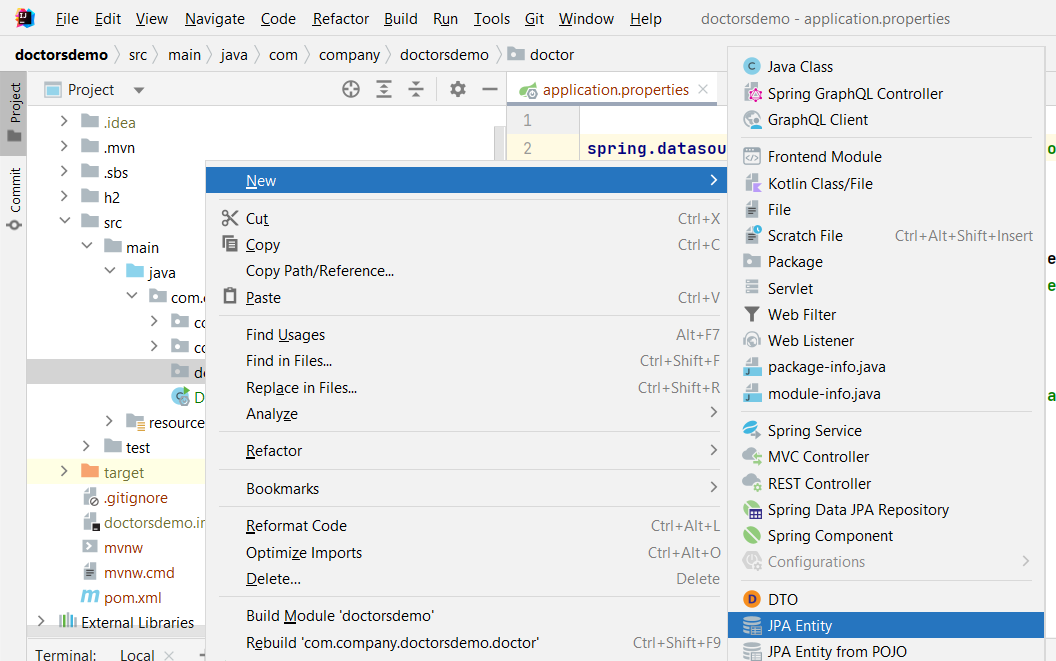 File Edit View Navigate Code Refactor Build Run Tools Git Window Help doctorsdemo - application.properties
doctorsdemo src main java com company doctorsdemo doctor
Project
Commit
Project
application.properties
1
2
spring.datasou
.idea
.mvn
.sbs
h2
src
main
java
com.
target
test
resource
.gitignore
doctorsdemo.ir
mvnw
mvnw.cmd
pom.xml
External Libraries
Terminal: Local
New
Cut Ctrl+X
Copy Ctrl+C
Copy Path/Reference...
Paste Ctrl+V
Find Usages Alt+F7
Find in Files... Ctrl+Shift+F
Replace in Files... Ctrl+Shift+R
Analyze
Refactor
Bookmarks
Reformat Code Ctrl+Alt+L
Optimize Imports Ctrl+Alt+O
Delete... Delete
Build Module 'doctorsdemo'
Rebuild 'com.company.doctorsdemo.doctor' Ctrl+Shift+F9
Java Class
Spring GraphQL Controller
GraphQL Client
Frontend Module
Kotlin Class/File
File
Scratch File Ctrl+Alt+Shift+Insert
Package
Servlet
Web Filter
Web Listener
package-info.java
module-info.java
Spring Service
MVC Controller
REST Controller
Spring Data JPA Repository
Spring Component
Configurations
DTO
JPA Entity
JPA Entity from POJO